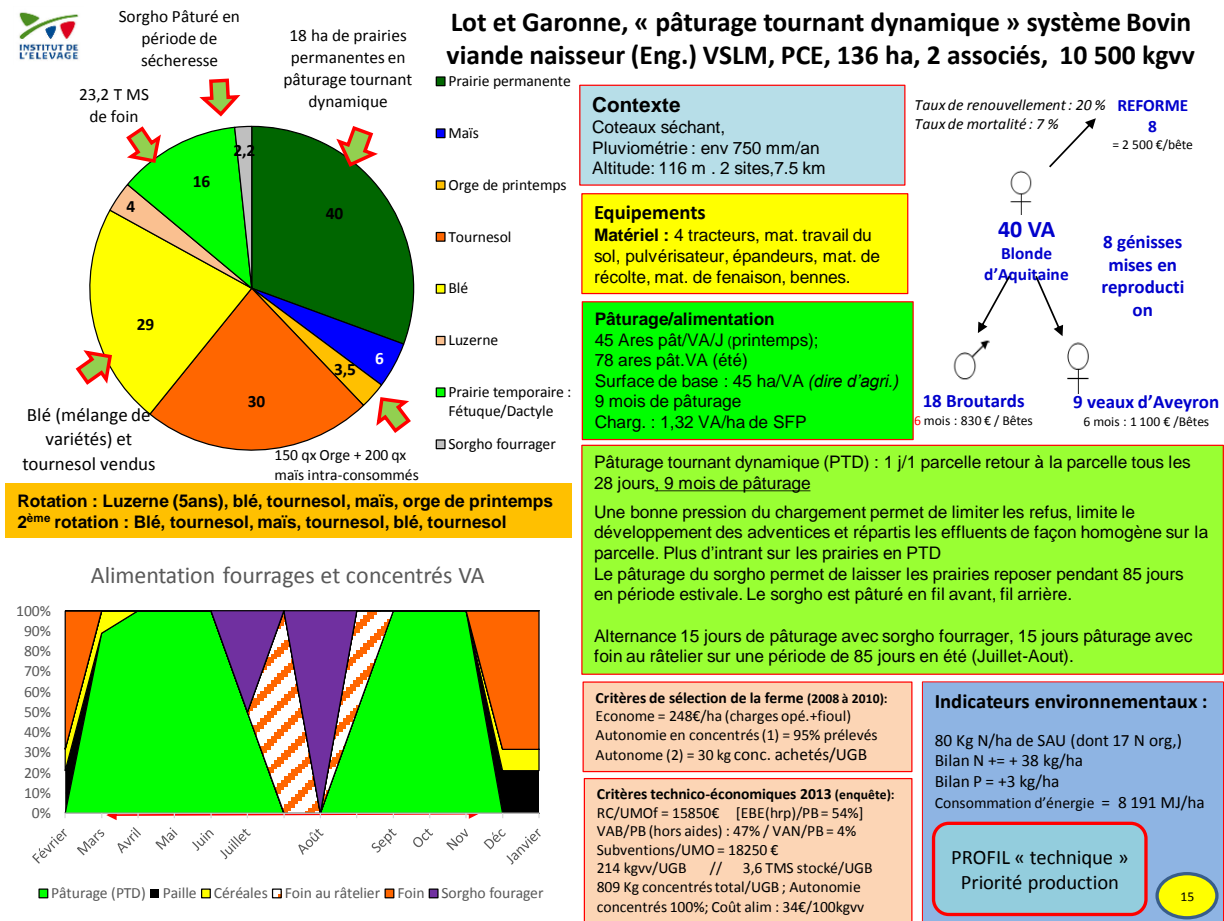 INSTITUT DE
L'ELEVAGE
Lot et Garonne, « pâturage tournant dynamique » système Bovin
viande naisseur (Eng.) VSLM, PCE, 136 ha, 2 associés, 10 500 kgvv
Sorgho Pâturé en
période de
sécheresse
18 ha de prairies
permanentes en
pâturage tournant
dynamique
23,2 T MS
de foin
2,2
16
4
40
29
6
3,5
30
Blé (mélange de
variétés) et
tournesol vendus
150 qx Orge + 200 qx
maïs intra-consommés
Prairie permanente
Maïs
Orge de printemps
Tournesol
Blé
Luzerne
Prairie temporaire :
Fétuque/Dactyle
Sorgho fourrager
Rotation : Luzerne (5ans), blé, tournesol, maïs, orge de printemps
2ème rotation : Blé, tournesol, maïs, tournesol, blé, tournesol
Contexte
Coteaux séchant,
Pluviométrie : env 750 mm/an
Altitude: 116 m . 2 sites,7.5 km
Equipements
Matériel : 4 tracteurs, mat. travail du
sol, pulvérisateur, épandeurs, mat. de
récolte, mat. de fenaison, bennes.
Pâturage/alimentation
45 Ares pât/VA/J (printemps);
78 ares pât.VA (été)
Surface de base : 45 ha/VA (dire d'agri.)
9 mois de pâturage
Charg. : 1,32 VA/ha de SFP
Taux de renouvellement : 20 %
Taux de mortalité : 7 %
REFORME
8
= 2 500 €/bête
40 VA
Blonde
d'Aquitaine
8 génisses
mises en
reproducti
on
18 Broutards
6 mois : 830 € / Bêtes
9 veaux d'Aveyron
6 mois : 1 100 € /Bêtes
Pâturage tournant dynamique (PTD) : 1 j/1 parcelle retour à la parcelle tous les
28 jours, 9 mois de pâturage
Une bonne pression du chargement permet de limiter les refus, limite le
développement des adventices et répartis les effluents de façon homogène sur la
parcelle. Plus d'intrant sur les prairies en PTD
Le pâturage du sorgho permet de laisser les prairies reposer pendant 85 jours
en période estivale. Le sorgho est pâturé en fil avant, fil arrière.
Alternance 15 jours de pâturage avec sorgho fourrager, 15 jours pâturage avec
foin au râtelier sur une période de 85 jours en été (Juillet-Aout).
Alimentation fourrages et concentrés VA
100%
90%
80%
70%
60%
50%
40%
30%
20%
10%
0%
Février
Mars
Avril
Mai
Juin
Juillet
Août
Sept
Oct
Nov
Déc
Janvier
Pâturage (PTD)
Paille
Céréales
Foin au râtelier
Foin
Sorgho fourager
Critères de sélection de la ferme (2008 à 2010):
Econome = 248€/ha (charges opé.+fioul)
Autonomie en concentrés (1) = 95% prélevés
Autonome (2) = 30 kg conc. achetés/UGB
Critères technico-économiques 2013 (enquête):
RC/UMOf = 15850€ [EBE(hrp)/PB = 54%]
VAB/PB (hors aides) : 47% / VAN/PB = 4%
Subventions/UMO = 18250 €
214 kgvv/UGB // 3,6 TMS stocké/UGB
809 Kg concentrés total/UGB ; Autonomie
concentrés 100%; Coût alim : 34€/100kgvv
Indicateurs environnementaux :
80 Kg N/ha de SAU (dont 17 N org,)
Bilan N += + 38 kg/ha
Bilan P = +3 kg/ha
Consommation d'énergie = 8 191 MJ/ha
PROFIL « technique »
Priorité production
15